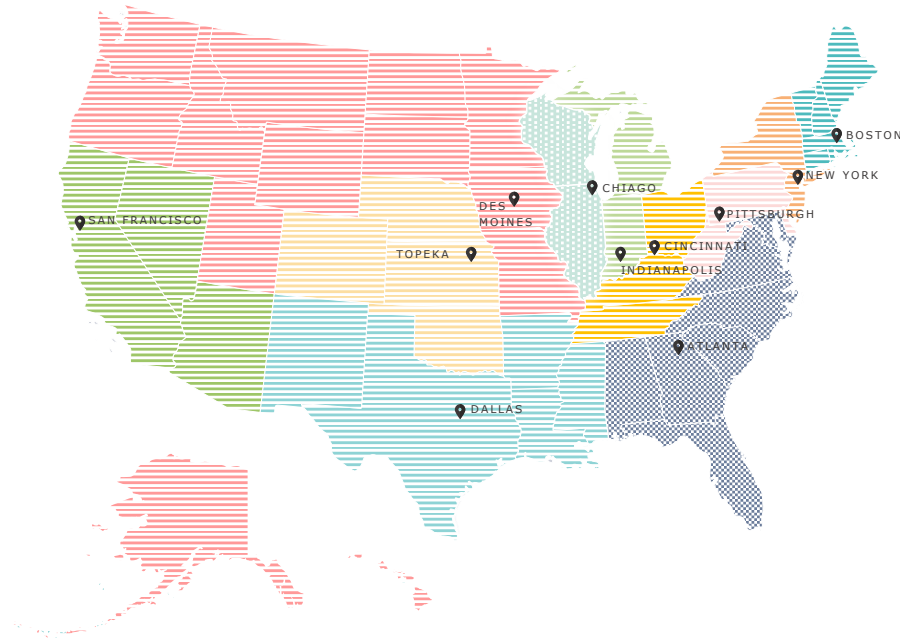 BOSTON
NEW YORK
CHIAGO
DES
MOINES
PITTSBURGH
SAN FRANCISCO
CINCINNATI
TOPEKA
INDIANAPOLIS
ATLANTA
DALLAS